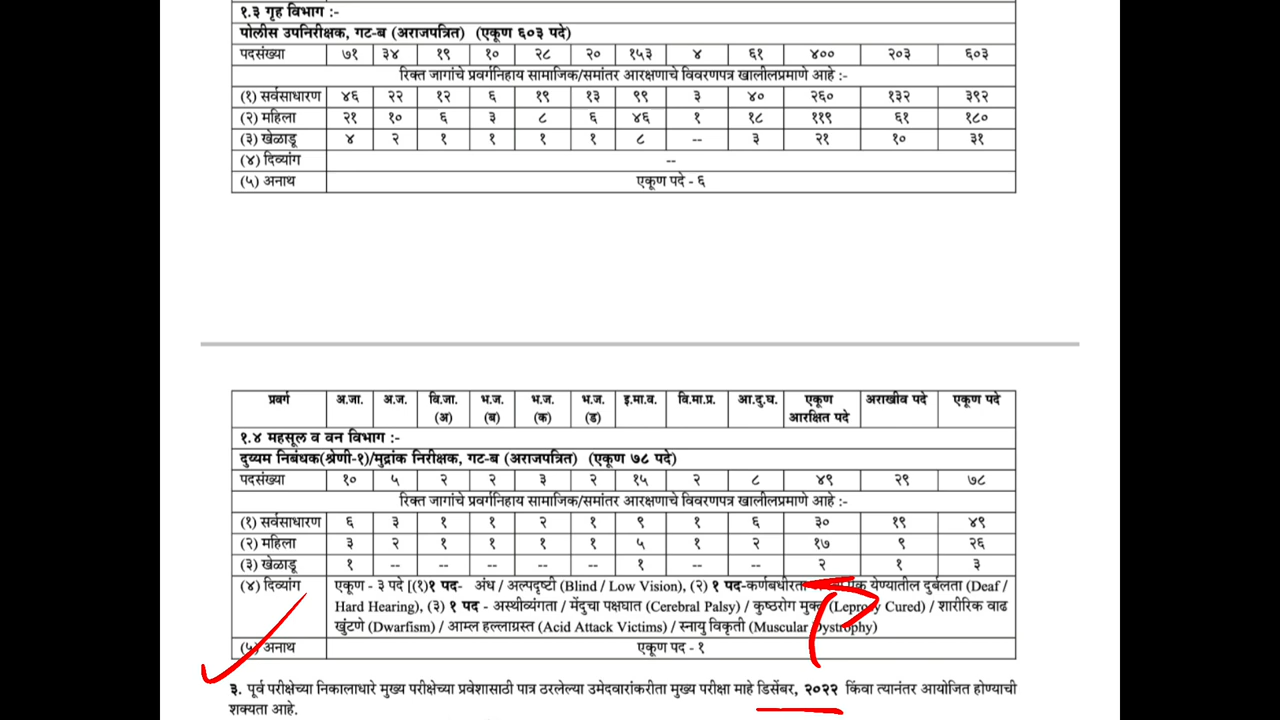 १.३ गृह विभाग :-
पोलीस उपनिरीक्षक, गट-ब (अराजपत्रित) (एकूण ६०३ पदे)
पदसंख्या ७१ ३४ १९ १० २८ २० १५३ ४ ६१ ४०० २०३ ६०३
रिक्त जागांचे प्रवर्गनिहाय सामाजिक/समांतर आरक्षणाचे विवरणपत्र खालीलप्रमाणे आहे :-
(१) सर्वसाधारण ४६ २२ १२ ६ १९ १३ ९९ ३ ४० २६० १३२ ३९२
(२) महिला २१ १० ६ ३ ८ ६ ४६ १ १८ ११९ ६१ १८०
(३) खेळाडू ४ २ १ १ १ १ ८ -- ३ २१ १० ३१
(४) दिव्यांग --
(५) अनाथ एकूण पदे - ६
प्रवर्ग अ.जा. अ.ज. वि.जा. (अ) भ.ज. (ब) भ.ज. (क) भ.ज. (ड) इ.मा.व. वि.मा.प्र. आ.दु.घ. एकूण आरक्षित पदे अराखीव पदे एकूण पदे
१.४ महसूल व वन विभाग :-
दुय्यम निबंधक(श्रेणी-१)/मुद्रांक निरीक्षक, गट-ब (अराजपत्रित) (एकूण ७८ पदे)
पदसंख्या १० ५ २ २ ३ २ १५ २ ८ ४९ २९ ७८
रिक्त जागांचे प्रवर्गनिहाय सामाजिक/समांतर आरक्षणाचे विवरणपत्र खालीलप्रमाणे आहे :-
(१) सर्वसाधारण ६ ३ १ १ २ १ ९ १ ६ ३० १९ ४९
(२) महिला ३ २ १ १ १ १ ५ १ २ १७ ९ २६
(३) खेळाडू १ -- -- -- -- -- १ -- -- २ १ ३
(४) दिव्यांग एकूण - ३ पदे [(१)१ पद- अंध / अल्पदृष्टी (Blind / Low Vision), (२) १ पद-कर्णबधीरता येण्यातील दुर्बलता (Deaf /
Hard Hearing), (३) १ पद - अस्थीव्यंगता / मेंदुचा पक्षघात (Cerebral Palsy) / कुष्ठरोग मुक्त (Leprosy Cured) / शारीरिक वाढ
खुंटणे (Dwarfism) / आम्ल हल्लाग्रस्त (Acid Attack Victims) / स्नायु विकृती (Muscular Dystrophy)
(५) अनाथ एकूण पद - १
३. पूर्व परीक्षेच्या निकालाधारे मुख्य परीक्षेच्या प्रवेशासाठी पात्र ठरलेल्या उमेदवारांकरीता मुख्य परीक्षा माहे डिसेंबर, २०२२ किंवा त्यानंतर आयोजित होण्याची
शक्यता आहे.